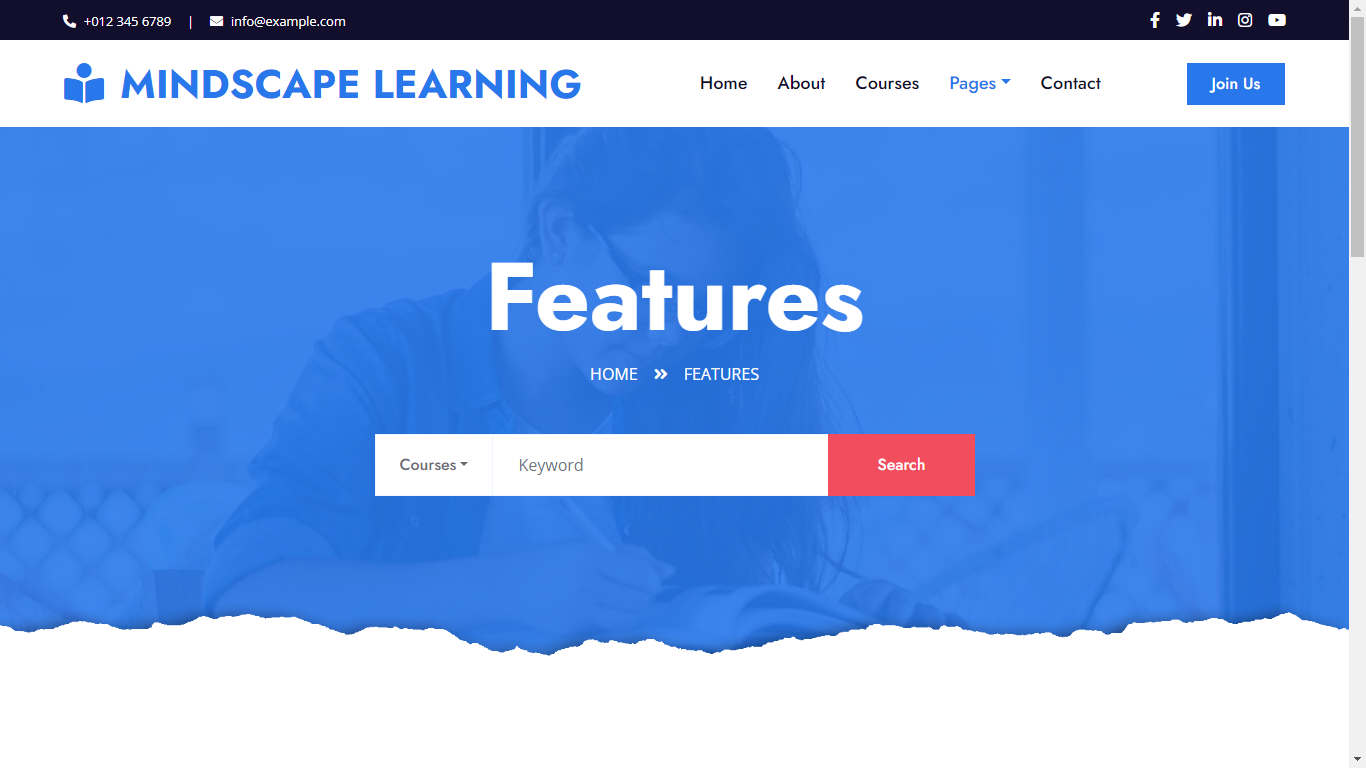 +012 345 6789 | info@example.com
MINDSCAPE LEARNING
Home About Courses Pages Contact Join Us
Features
HOME FEATURES
Courses Keyword Search